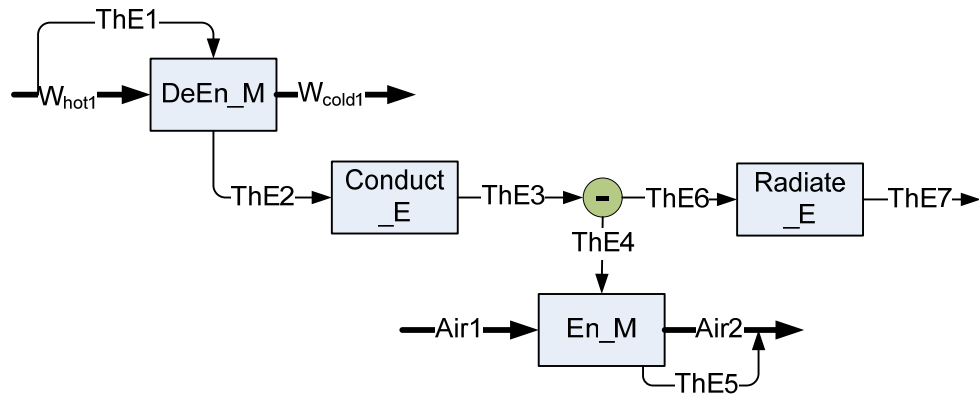 ThE1
Whot1
DeEn_M
Wcold1
ThE2
Conduct
_E
ThE3
-
ThE6
Radiate
_E
ThE7
ThE4
Air1
En_M
Air2
ThE5